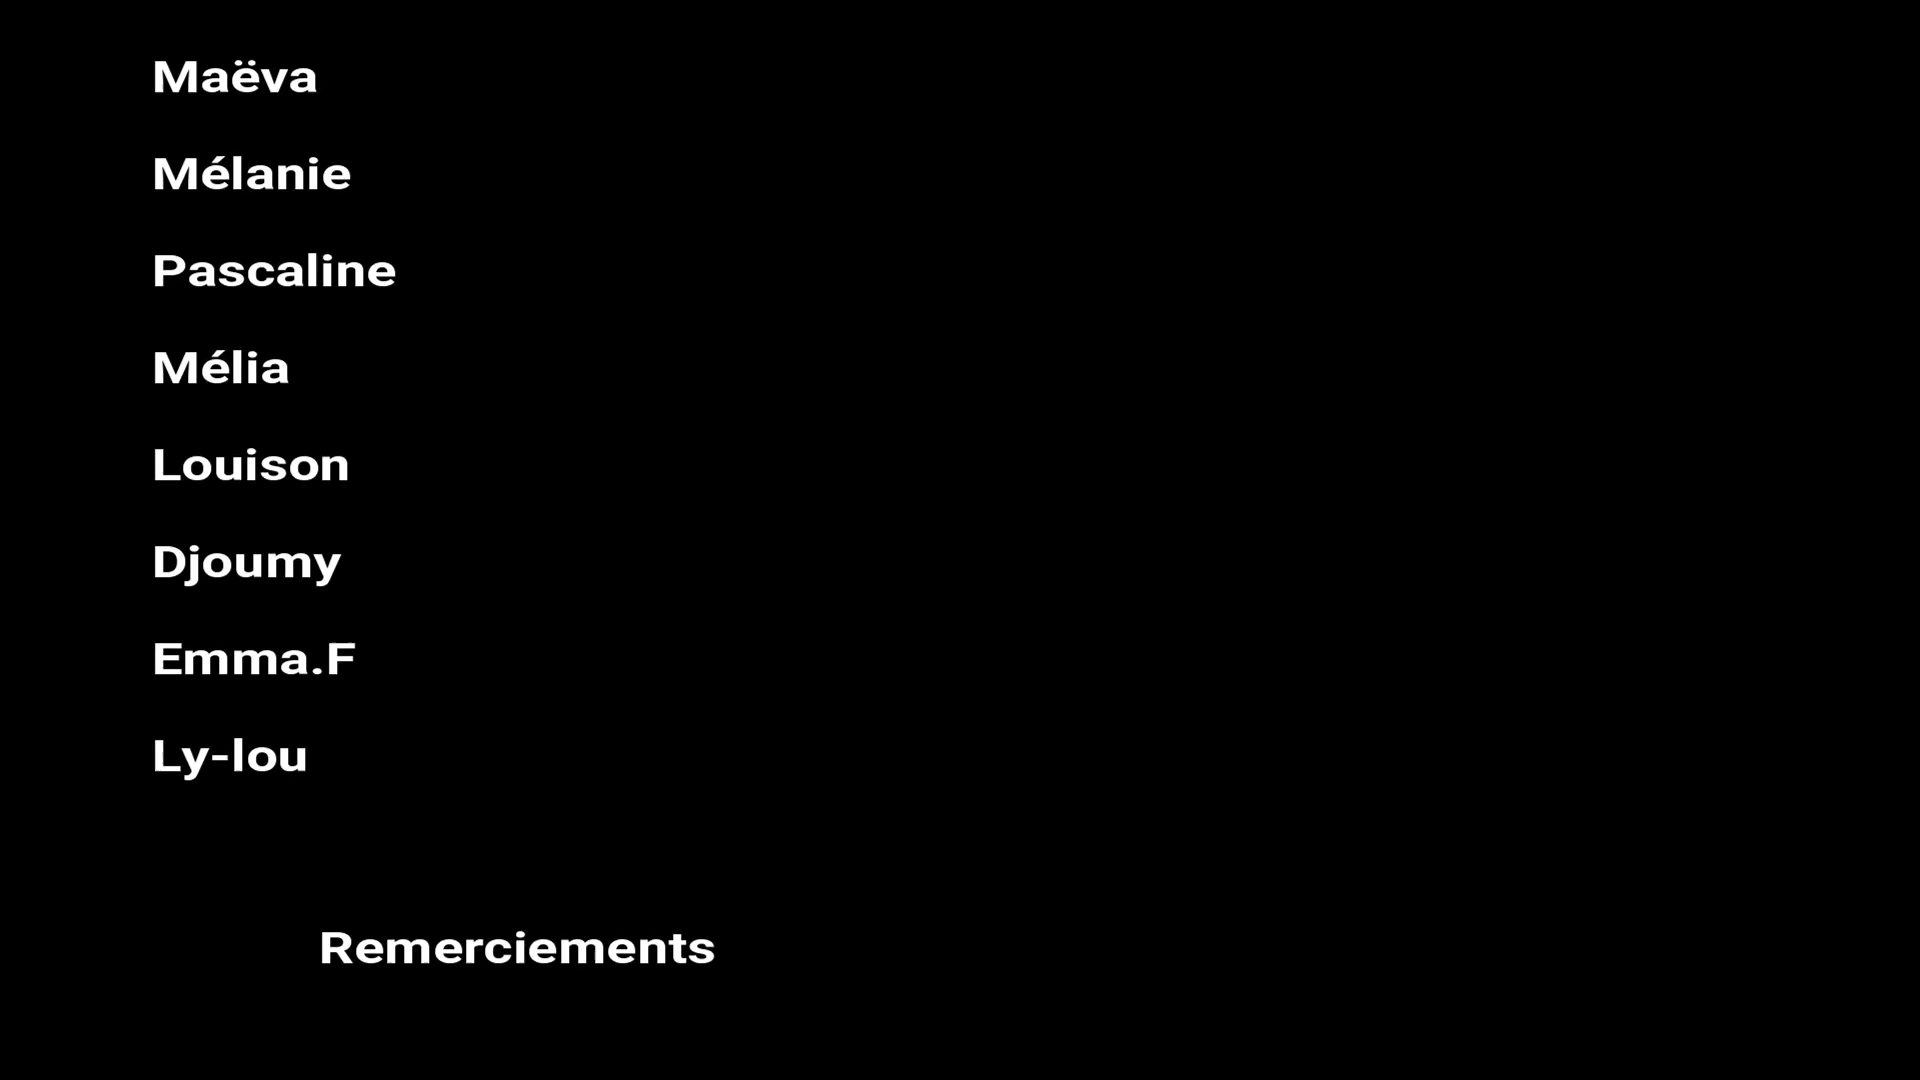 Maëva
Mélanie
Pascaline
Mélia
Louison
Djoumy
Emma.F
Ly-lou
Remerciements